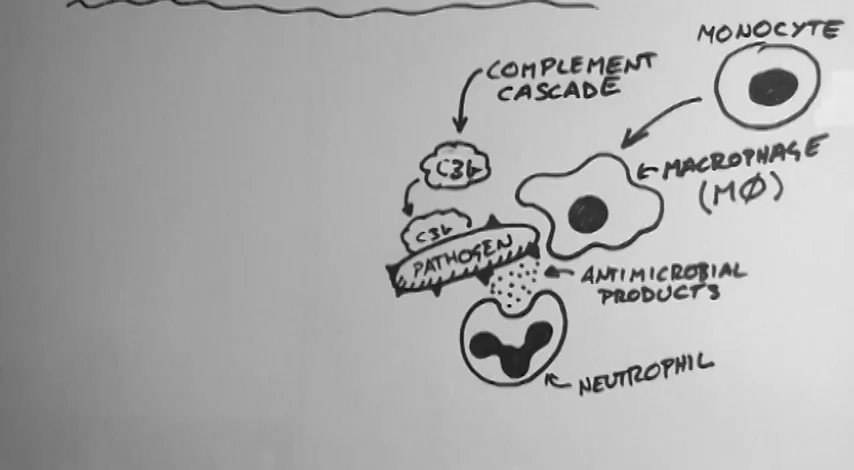 MONOCYTE
COMPLEMENT
CASCADE
C3b
MACROPHAGE
(MØ)
C3b
PATHOGEN
ANTIMICROBIAL
PRODUCTS
NEUTROPHIL